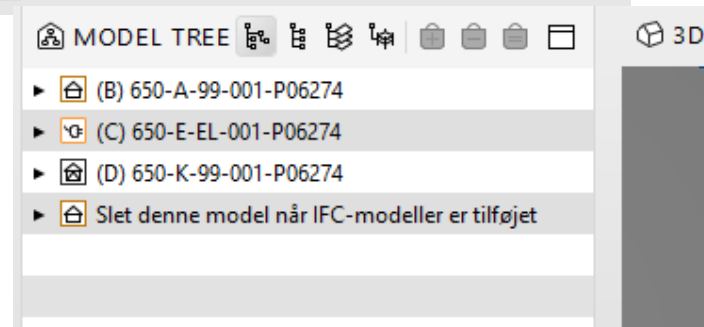 MODEL TREE
3D
(B) 650-A-99-001-P06274
(C) 650-E-EL-001-P06274
(D) 650-K-99-001-P06274
Slet denne model når IFC-modeller er tilføjet